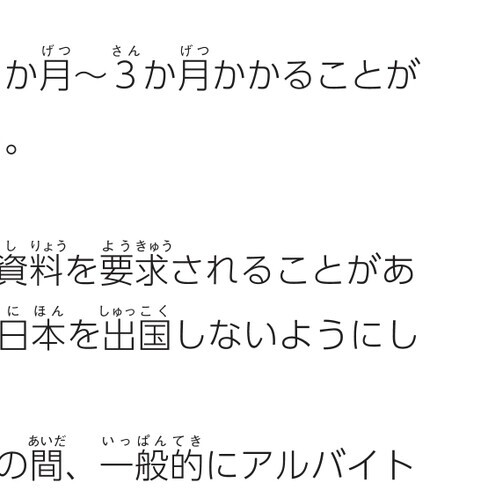 か月～３か月かかることが
。
資料を要求されることがあ
日本を出国しないようにし
の間、一般的にアルバイト